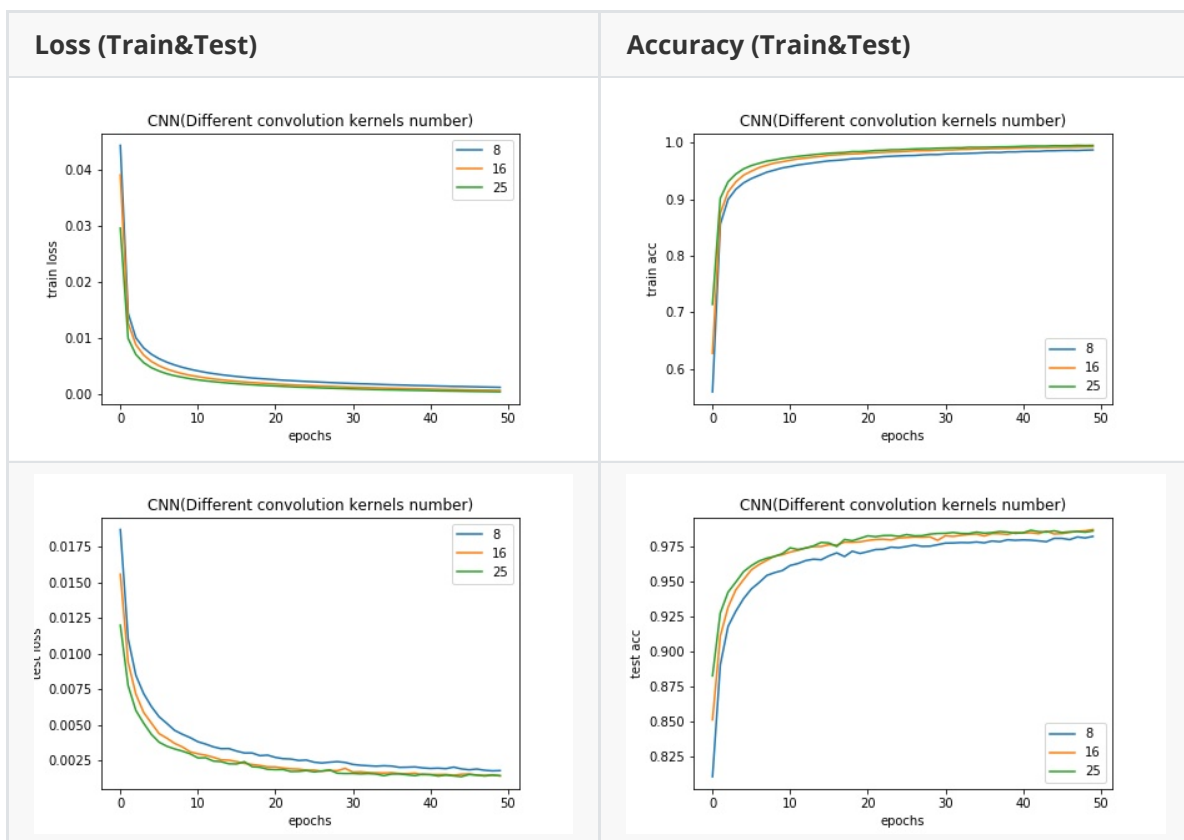 Loss (Train&Test)
Accuracy (Train&Test)
CNN(Different convolution kernels number)
8
16
25
0.04
0.03
0.02
0.01
0.00
train loss
0 10 20 30 40 50
epochs
CNN(Different convolution kernels number)
1.0
0.9
0.8
0.7
0.6
train acc
8
16
25
0 10 20 30 40 50
epochs
CNN(Different convolution kernels number)
8
16
25
0.0175
0.0150
0.0125
0.0100
0.0075
0.0050
0.0025
test loss
0 10 20 30 40 50
epochs
CNN(Different convolution kernels number)
0.975
0.950
0.925
0.900
0.875
0.850
0.825
test acc
8
16
25
0 10 20 30 40 50
epochs